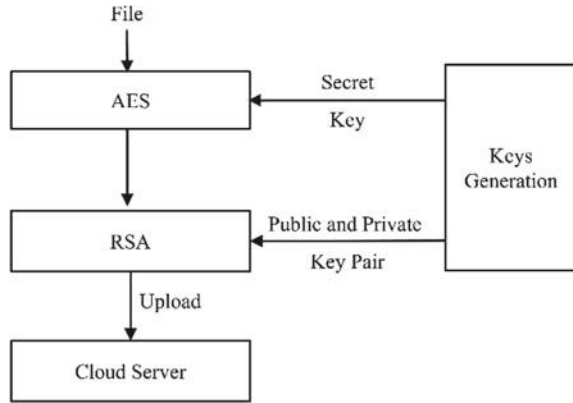 File
AES
Secret
Key
Keys
Generation
RSA
Public and Private
Key Pair
Upload
Cloud Server